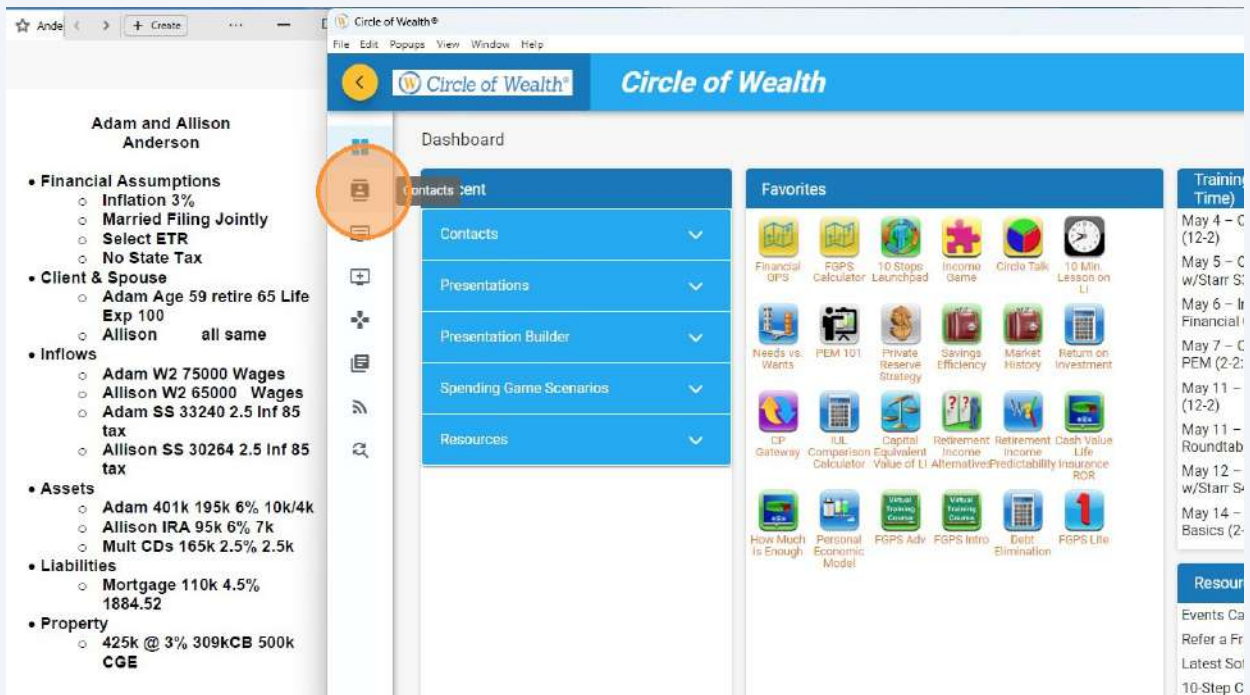 Ande
+ Create
Circle of Wealth®
File Edit Popups View Window Help
Circle of Wealth®
Circle of Wealth
Adam and Allison
Anderson
• Financial Assumptions
○ Inflation 3%
○ Married Filing Jointly
○ Select ETR
○ No State Tax
• Client & Spouse
○ Adam Age 59 retire 65 Life
Exp 100
○ Allison all same
• Inflows
○ Adam W2 75000 Wages
○ Allison W2 65000 Wages
○ Adam SS 33240 2.5 Inf 85
tax
○ Allison SS 30264 2.5 Inf 85
tax
• Assets
○ Adam 401k 195k 6% 10k/4k
○ Allison IRA 95k 6% 7k
○ Mult CDs 165k 2.5% 2.5k
• Liabilities
○ Mortgage 110k 4.5%
1884.52
• Property
○ 425k @ 3% 309kCB 500k
CGE
Dashboard
Contacts
cent
Contacts
Presentations
Presentation Builder
Spending Game Scenarios
Resources
Favorites
Financial
GPS
FGPS
Calculator
10 Steps
Launchpad
Income
Game
Circle Talk
10 Min.
Lesson on
LI
Needs vs.
Wants
PEM 101
Private
Reserve
Strategy
Savings
Efficiency
Market
History
Return on
Investment
CP
Gateway
IUL
Comparison
Calculator
Capital
Equivalent
Value of LI
Retirement
Income
Alternatives
Retirement
Income
Predictability
Cash Value
Life
Insurance
ROR
How Much
Is Enough
Personal
Economic
Model
Virtual
Training
Course
FGPS Adv
Virtual
Training
Course
FGPS Intro
Debt
Elimination
1
FGPS Lite
Training
Time)
May 4 – C
(12-2)
May 5 – C
w/Starr S
May 6 – I
Financial
May 7 – C
PEM (2-2:
May 11 –
(12-2)
May 11 –
Roundtab
May 12 –
w/Starr S
May 14 –
Basics (2-
Resour
Events Ca
Refer a Fr
Latest So
10-Step C